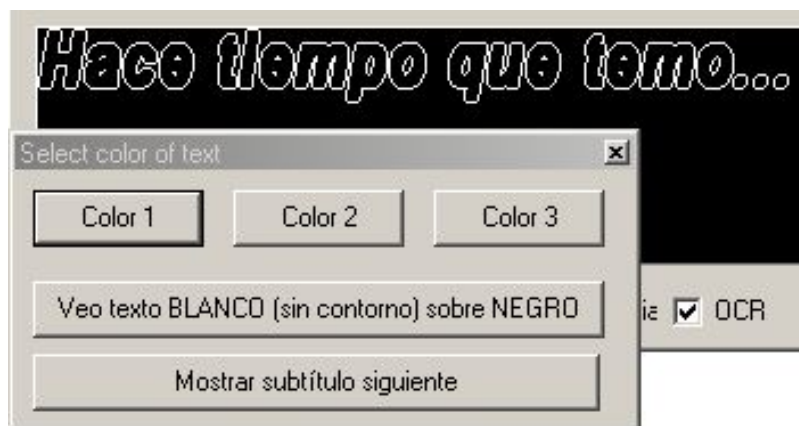 Hace tiempo que temo...
Select color of text
Color 1 Color 2 Color 3
Veo texto BLANCO (sin contorno) sobre NEGRO
OCR
Mostrar subtítulo siguiente